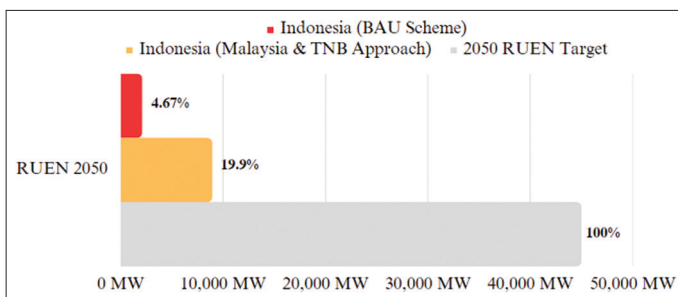 Indonesia (BAU Scheme)
Indonesia (Malaysia & TNB Approach) 2050 RUEN Target
4.67%
RUEN 2050 19.9%
100%
0 MW 10,000 MW 20,000 MW 30,000 MW 40,000 MW 50,000 MW